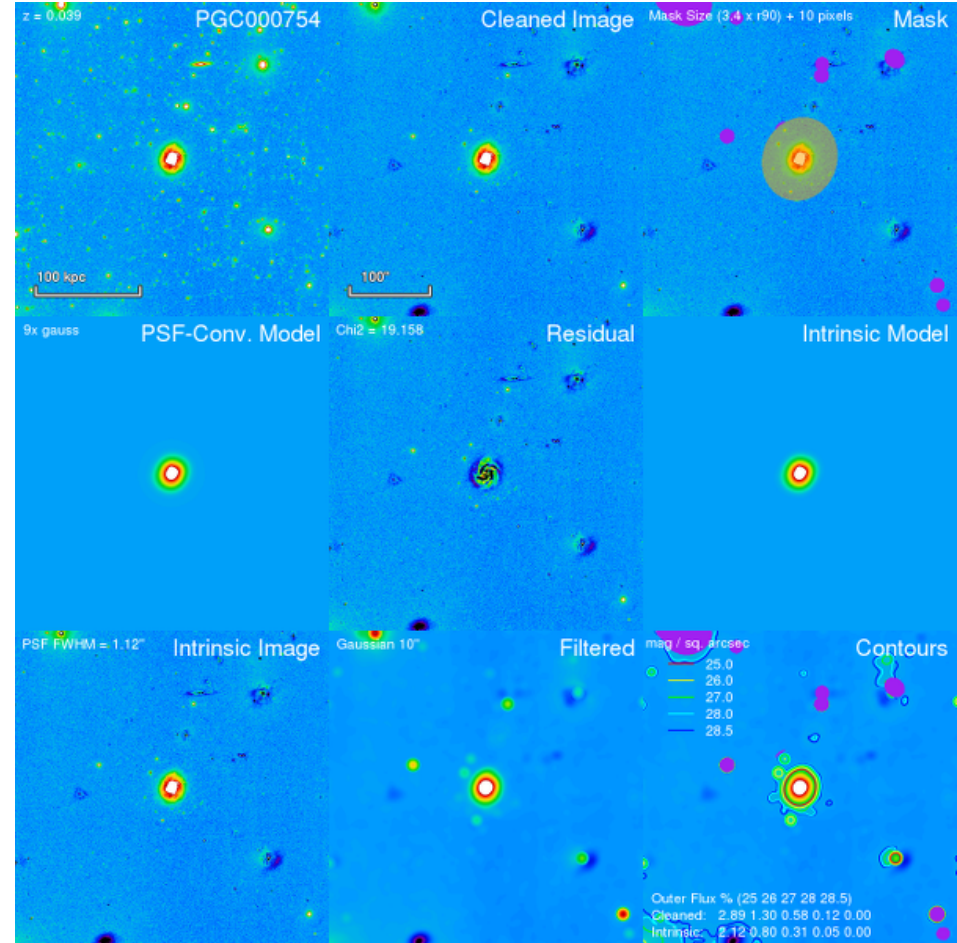 z = 0.039
PGC000754
Cleaned Image
Mask Size (3.4 x r90) + 10 pixels
Mask
100 kpc
100"
9x gauss
PSF-Conv. Model
Chi2 = 19.158
Residual
Intrinsic Model
PSF FWHM = 1.12"
Intrinsic Image
Gaussian 10"
Filtered
mag / sq. arcsec
Contours
25.0
26.0
27.0
28.0
28.5
Outer Flux % (25 26 27 28 28.5)
Cleaned: 2.89 1.30 0.58 0.12 0.00
Intrinsic: 2.12 0.80 0.31 0.05 0.00